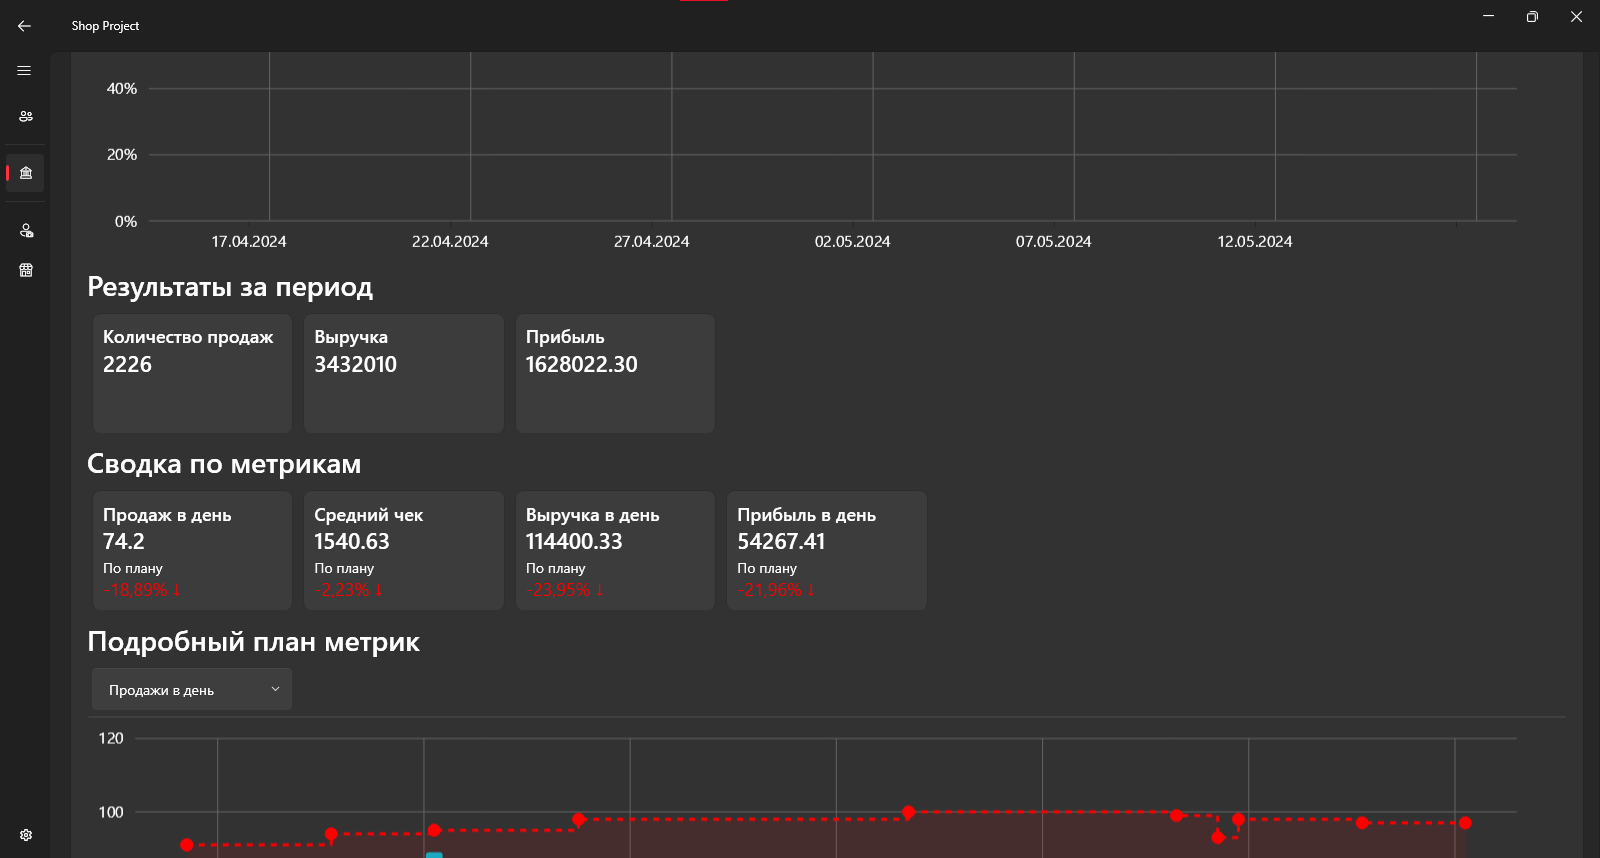 Shop Project
40%
20%
0%
17.04.2024 22.04.2024 27.04.2024 02.05.2024 07.05.2024 12.05.2024
Результаты за период
Количество продаж
2226
Выручка
3432010
Прибыль
1628022.30
Сводка по метрикам
Продаж в день
74.2
По плану
-18,89% ↓
Средний чек
1540.63
По плану
-2,23% ↓
Выручка в день
114400.33
По плану
-23,95% ↓
Прибыль в день
54267.41
По плану
-21,96% ↓
Подробный план метрик
Продажи в день
120
100